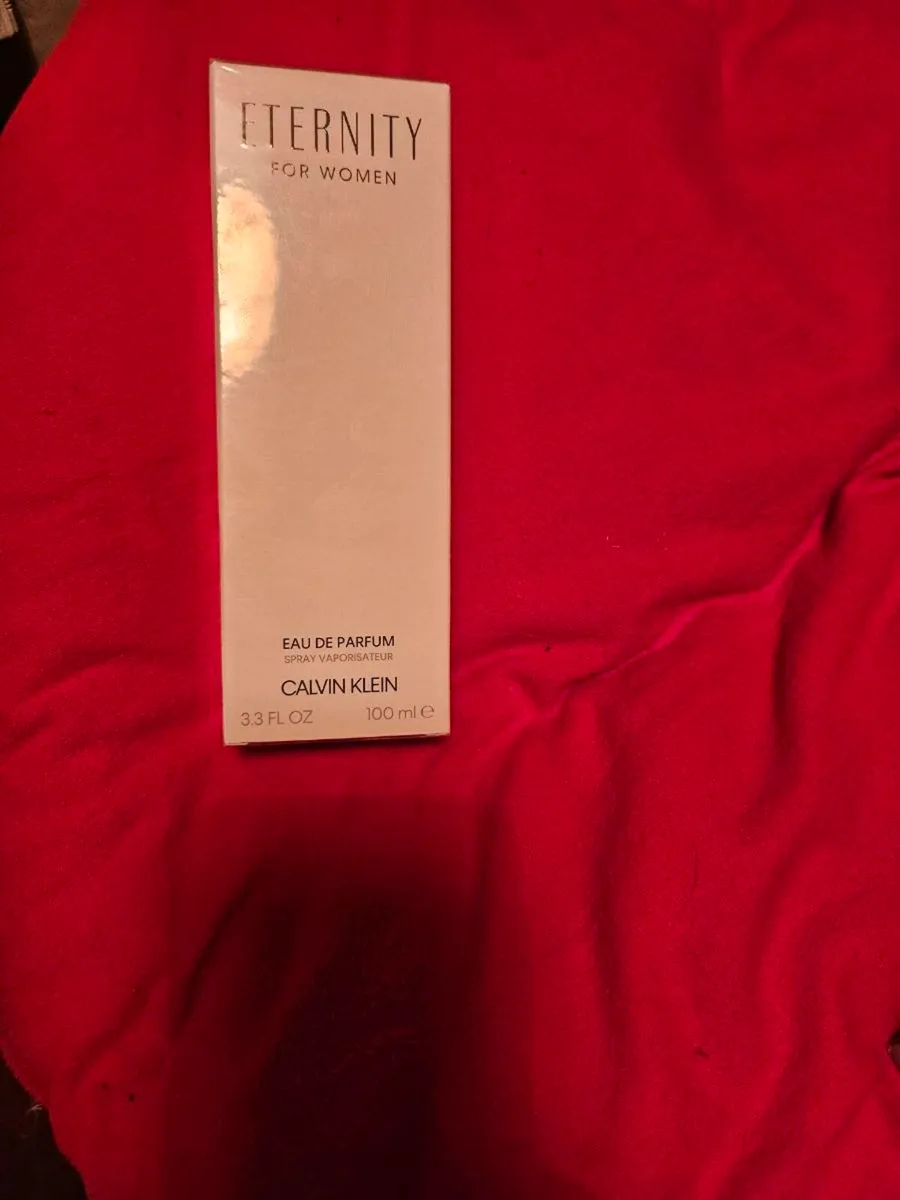 ETERNITY
FOR WOMEN
EAU DE PARFUM
SPRAY VAPORISATEUR
CALVIN KLEIN
3.3 FL OZ 100 ml ℮